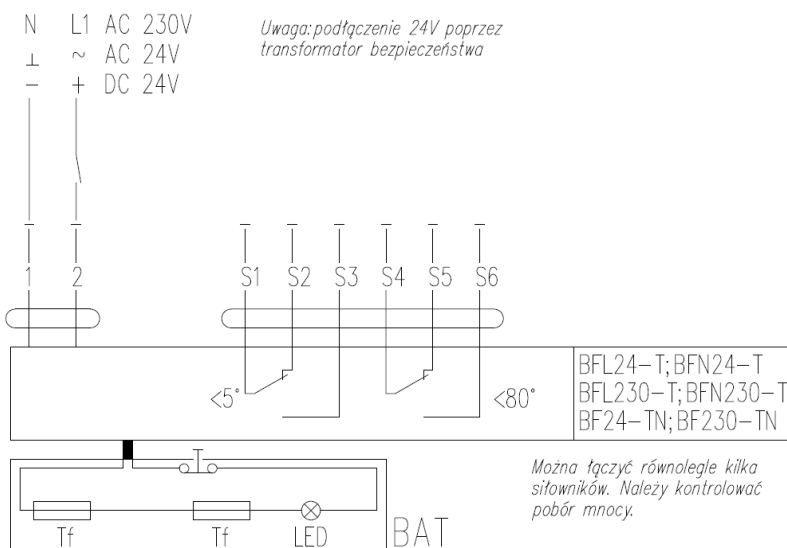 N L1 AC 230V
⊥ ~ AC 24V
− + DC 24V
Uwaga: podłączenie 24V poprzez
transformator bezpieczeństwa
1 2 S1 S2 S3 S4 S5 S6
<5° <80°
BFL24-T; BFN24-T
BFL230-T; BFN230-T
BF24-TN; BF230-TN
Można łączyć równolegle kilka
siłowników. Należy kontrolować
pobór mnocy.
Tf Tf LED BAT